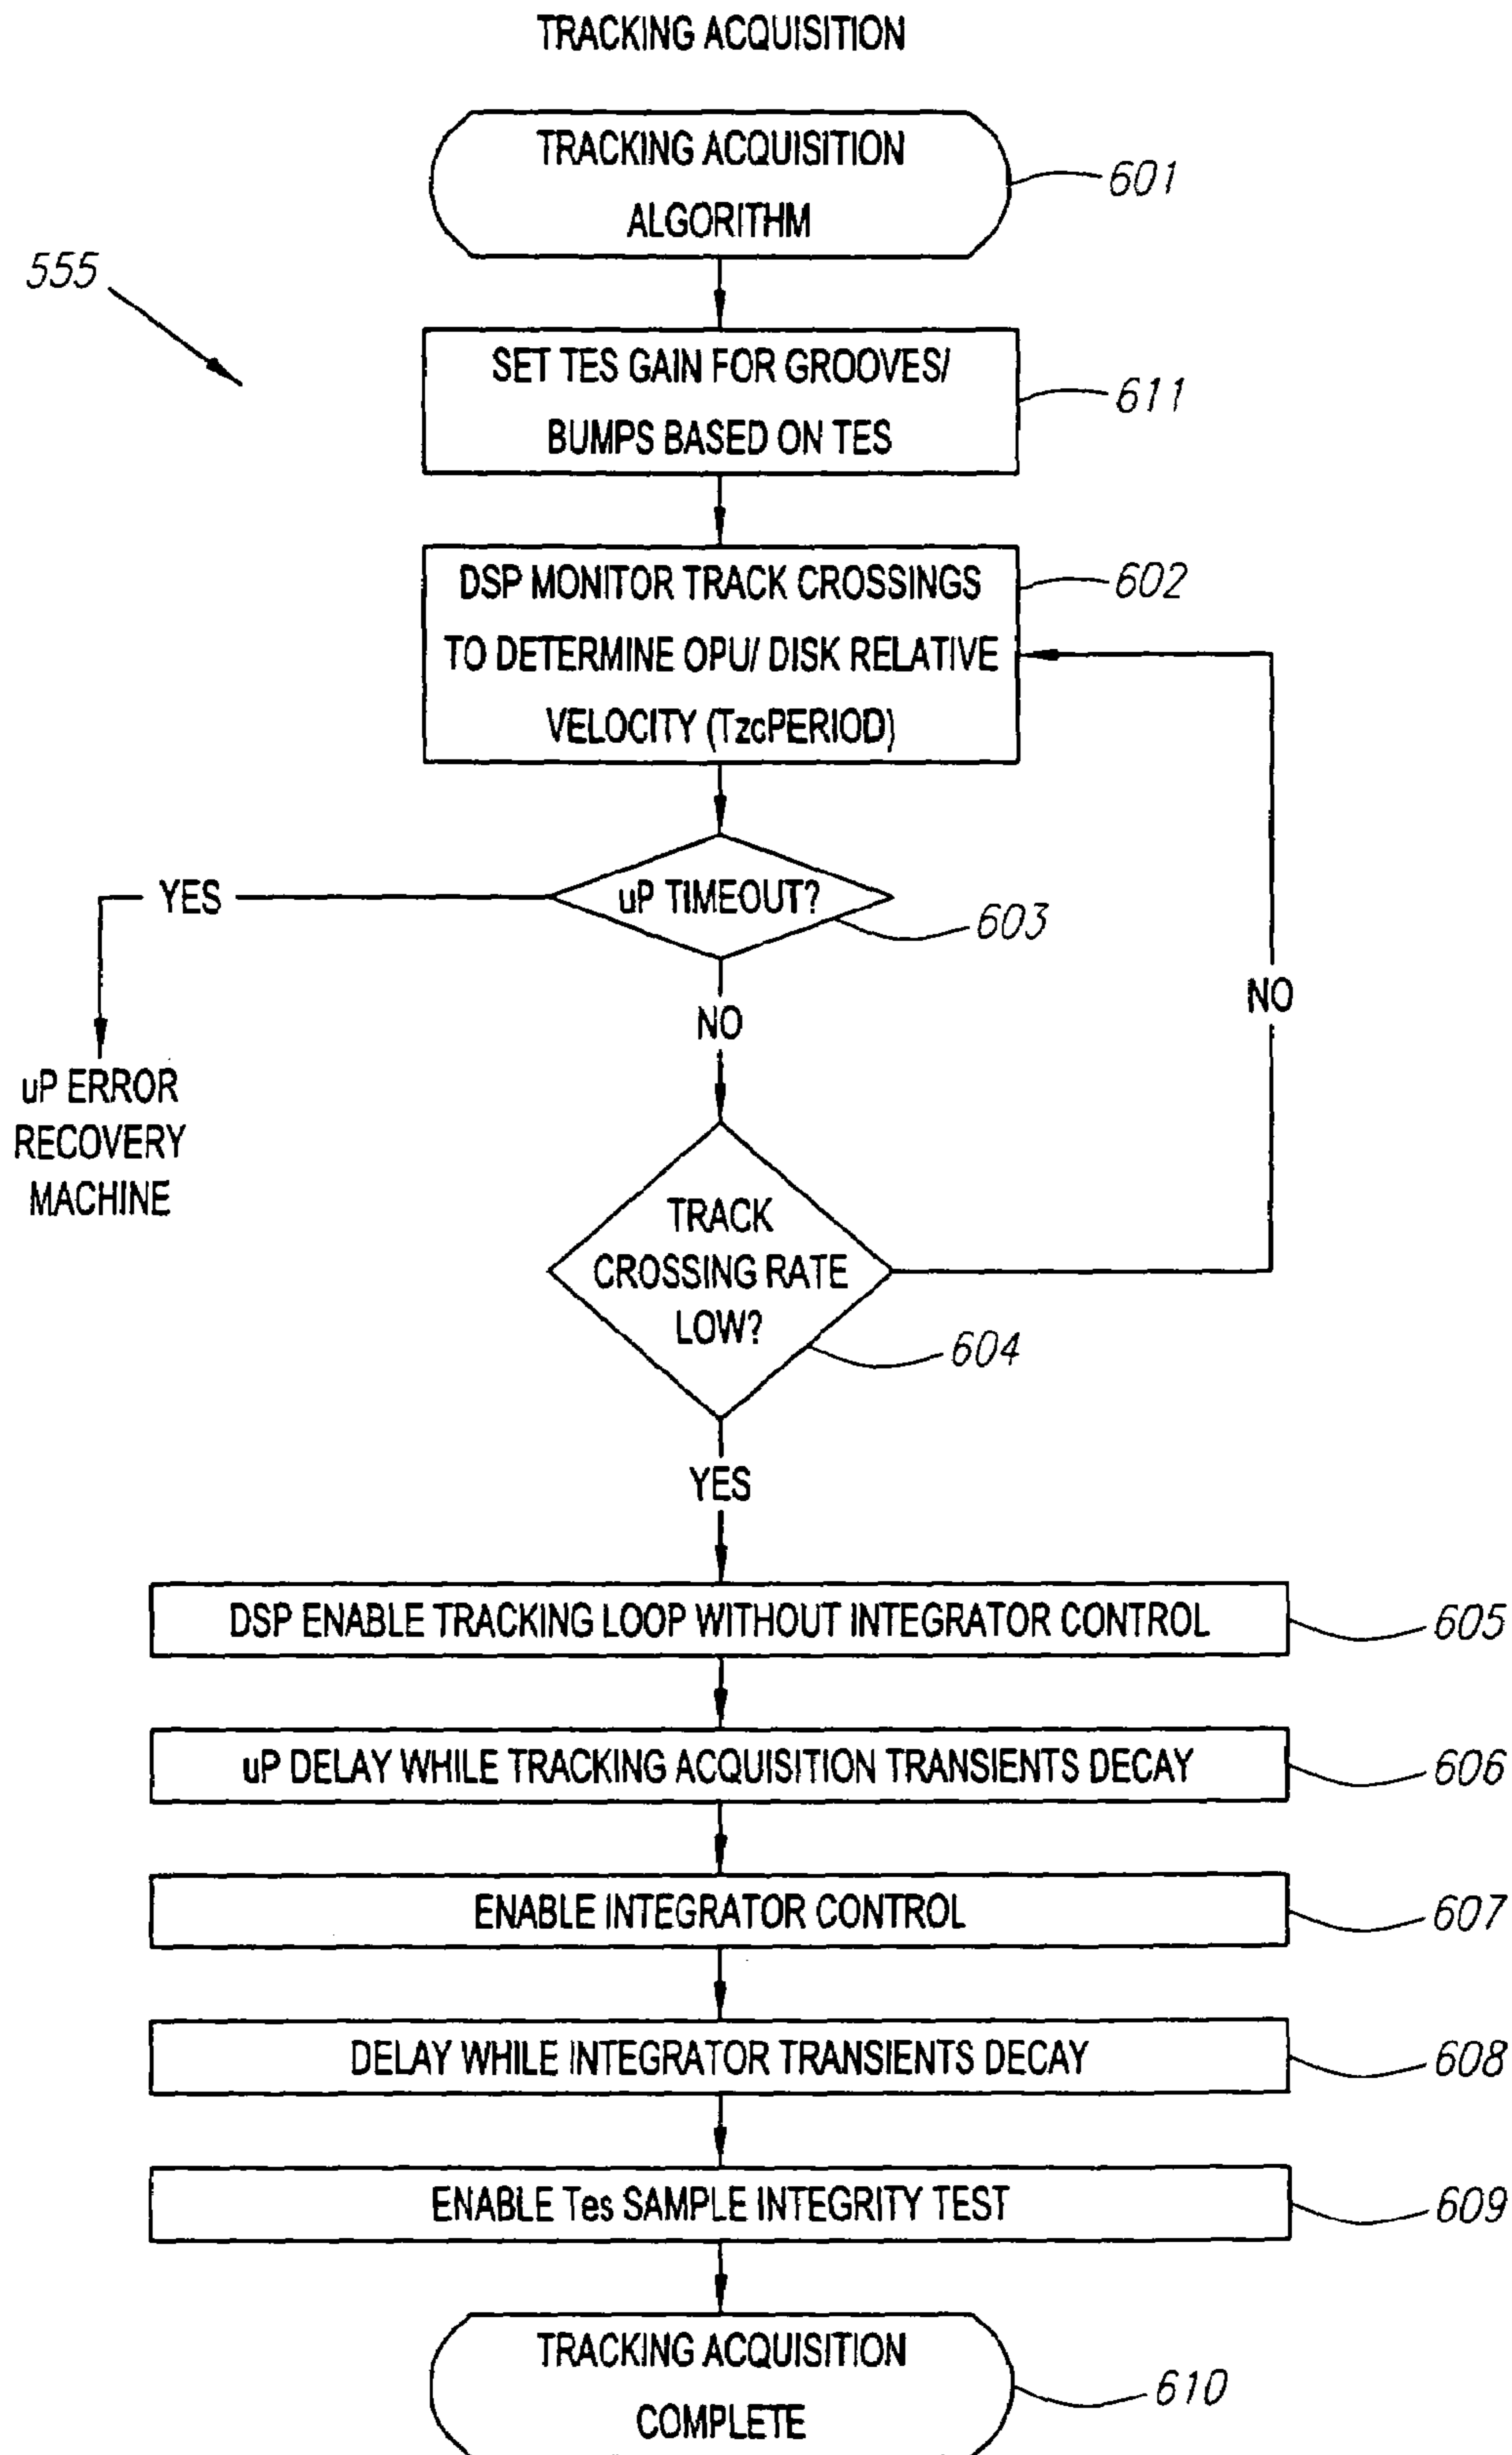 TRACKING ACQUISITION
TRACKING ACQUISITION
ALGORITHM
601
555
SET TES GAIN FOR GROOVES/
BUMPS BASED ON TES
611
DSP MONITOR TRACK CROSSINGS
TO DETERMINE OPU/ DISK RELATIVE
VELOCITY (TzcPERIOD)
602
YES
uP TIMEOUT?
603
NO
NO
uP ERROR
RECOVERY
MACHINE
TRACK
CROSSING RATE
LOW?
604
YES
DSP ENABLE TRACKING LOOP WITHOUT INTEGRATOR CONTROL
605
uP DELAY WHILE TRACKING ACQUISITION TRANSIENTS DECAY
606
ENABLE INTEGRATOR CONTROL
607
DELAY WHILE INTEGRATOR TRANSIENTS DECAY
608
ENABLE Tes SAMPLE INTEGRITY TEST
609
TRACKING ACQUISITION
COMPLETE
610